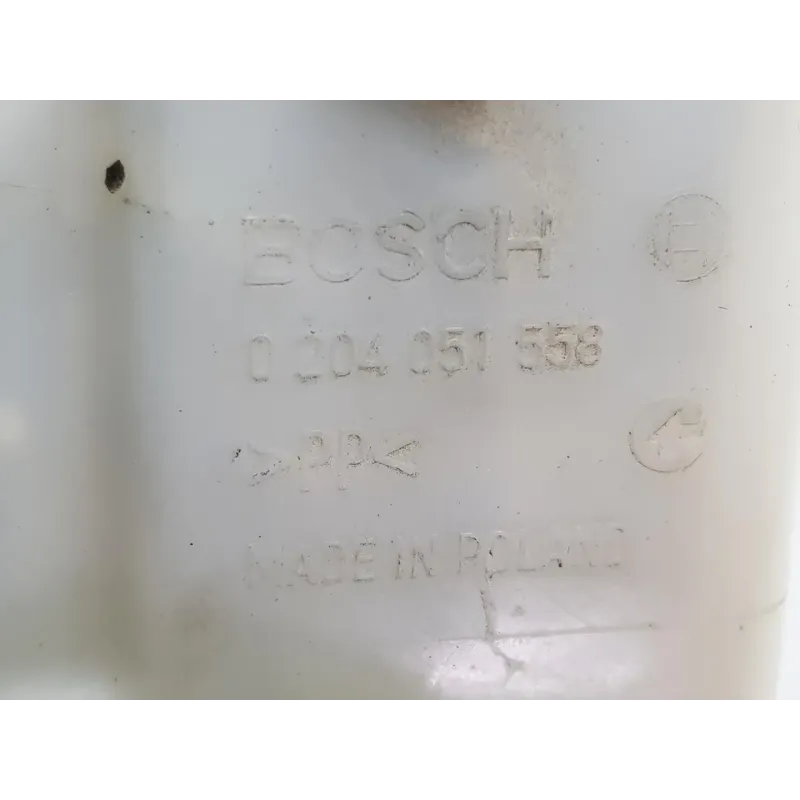 BOSCH
0 204 051 558
>PP<
MADE IN POLAND